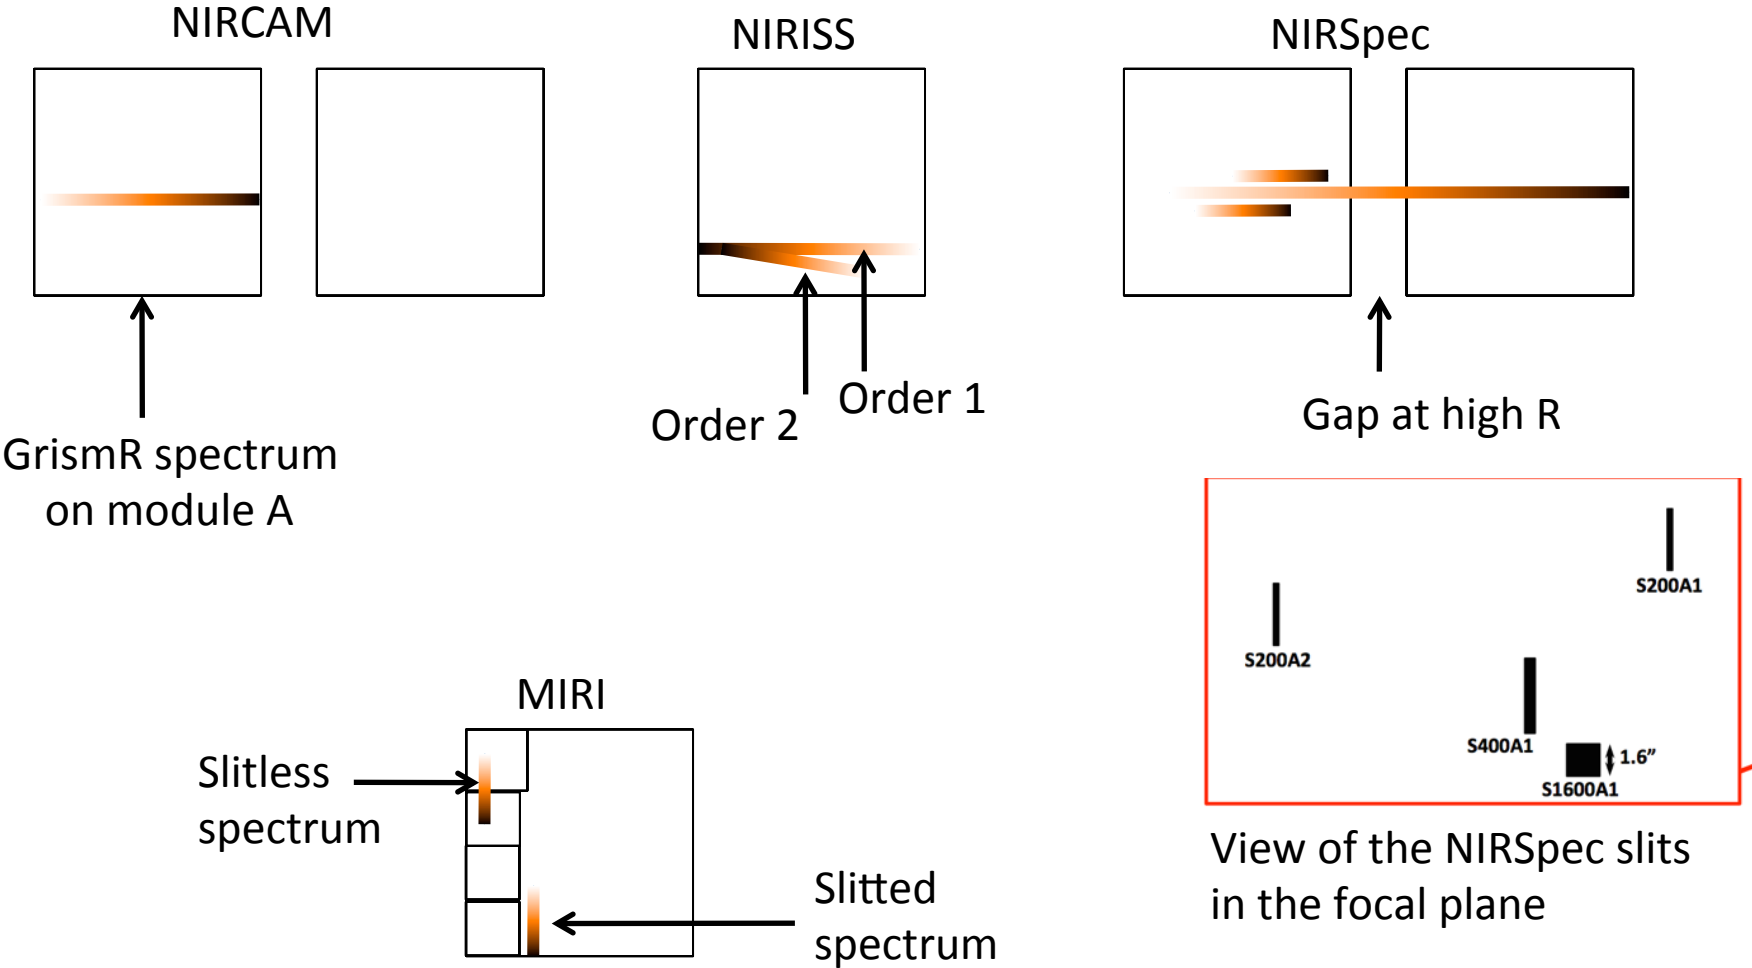 NIRCAM
NIRISS
NIRSpec
GrismR spectrum
on module A
Order 2
Order 1
Gap at high R
S200A1
S200A2
S400A1
1.6”
S1600A1
View of the NIRSpec slits
in the focal plane
MIRI
Slitless
spectrum
Slitted
spectrum